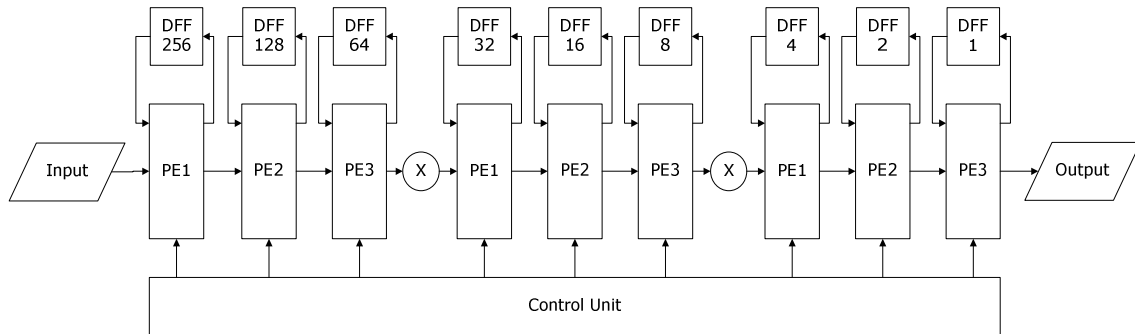 DFF
256
DFF
128
DFF
64
DFF
32
DFF
16
DFF
8
DFF
4
DFF
2
DFF
1
Input
PE1
PE2
PE3
X
PE1
PE2
PE3
X
PE1
PE2
PE3
Output
Control Unit